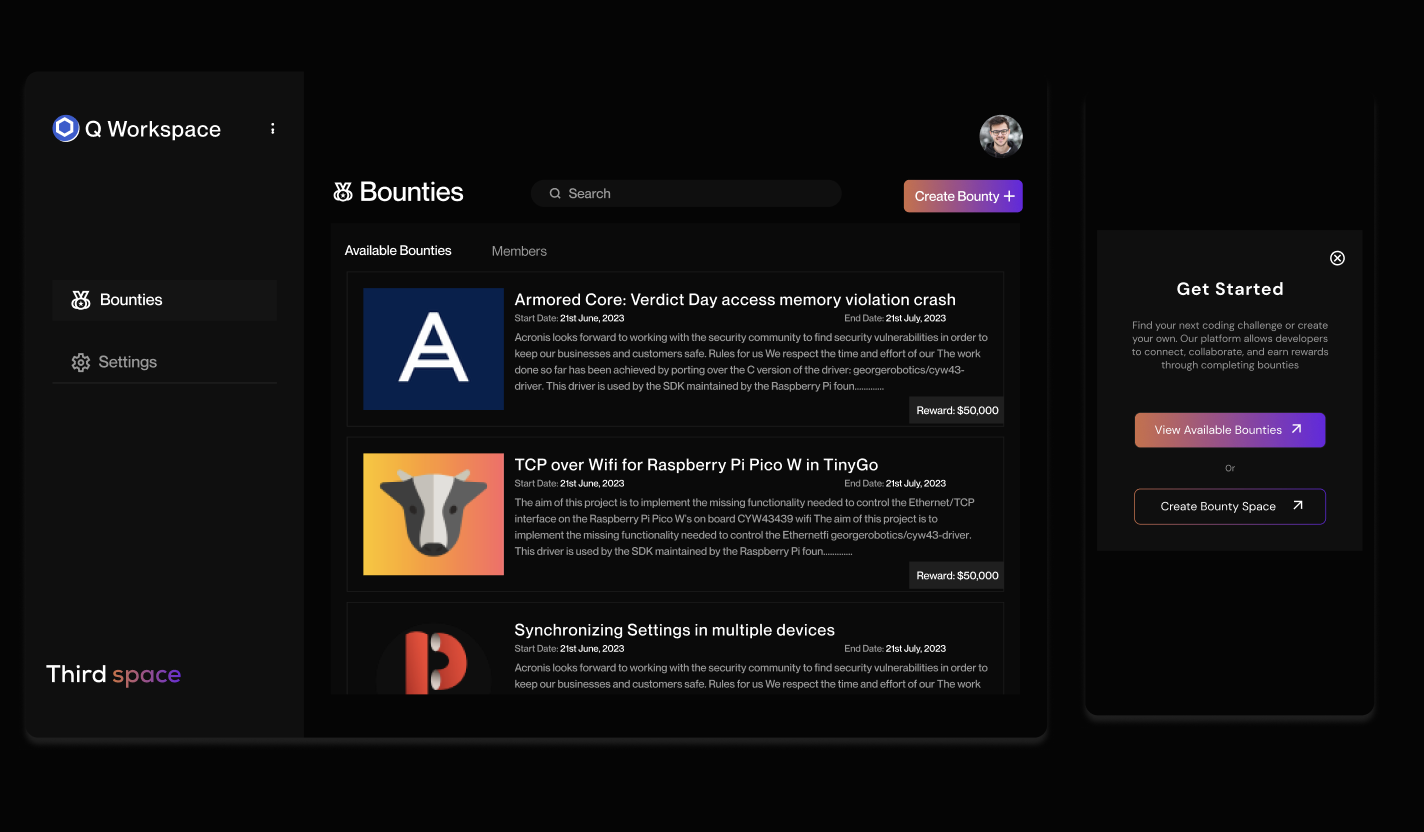 Q Workspace
Bounties
Settings
Third space
Bounties
Search
Create Bounty +
Available Bounties
Members
Armored Core: Verdict Day access memory violation crash
Start Date: 21st June, 2023
End Date: 21st July, 2023
Acronis looks forward to working with the security community to find security vulnerabilities in order to
keep our businesses and customers safe. Rules for us We respect the time and effort of our The work
done so far has been achieved by porting over the C version of the driver: georgerobotics/cyw43-
driver. This driver is used by the SDK maintained by the Raspberry Pi foun.............
Reward: $50,000
TCP over Wifi for Raspberry Pi Pico W in TinyGo
Start Date: 21st June, 2023
End Date: 21st July, 2023
The aim of this project is to implement the missing functionality needed to control the Ethernet/TCP
interface on the Raspberry Pi Pico W's on board CYW43439 wifi The aim of this project is to
implement the missing functionality needed to control the Ethernetfi georgerobotics/cyw43-driver.
This driver is used by the SDK maintained by the Raspberry Pi foun.............
Reward: $50,000
Synchronizing Settings in multiple devices
Start Date: 21st June, 2023
End Date: 21st July, 2023
Acronis looks forward to working with the security community to find security vulnerabilities in order to
keep our businesses and customers safe. Rules for us We respect the time and effort of our The work
Get Started
Find your next coding challenge or create
your own. Our platform allows developers
to connect, collaborate, and earn rewards
through completing bounties
View Available Bounties
Or
Create Bounty Space